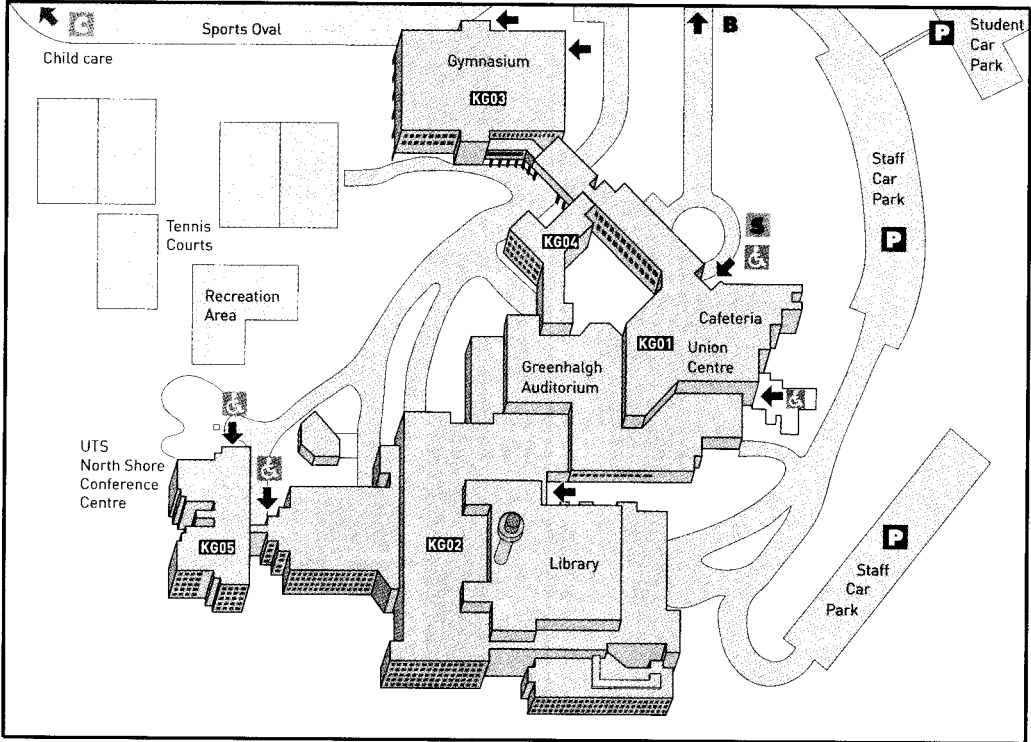 Sports Oval
Child care
B
P
Student
Car
Park
Gymnasium
KG03
Staff
Car
Park
P
Tennis
Courts
KG04
S
Recreation
Area
Cafeteria
KG01
Union
Centre
Greenhalgh
Auditorium
UTS
North Shore
Conference
Centre
KG05
KG02
Library
P
Staff
Car
Park